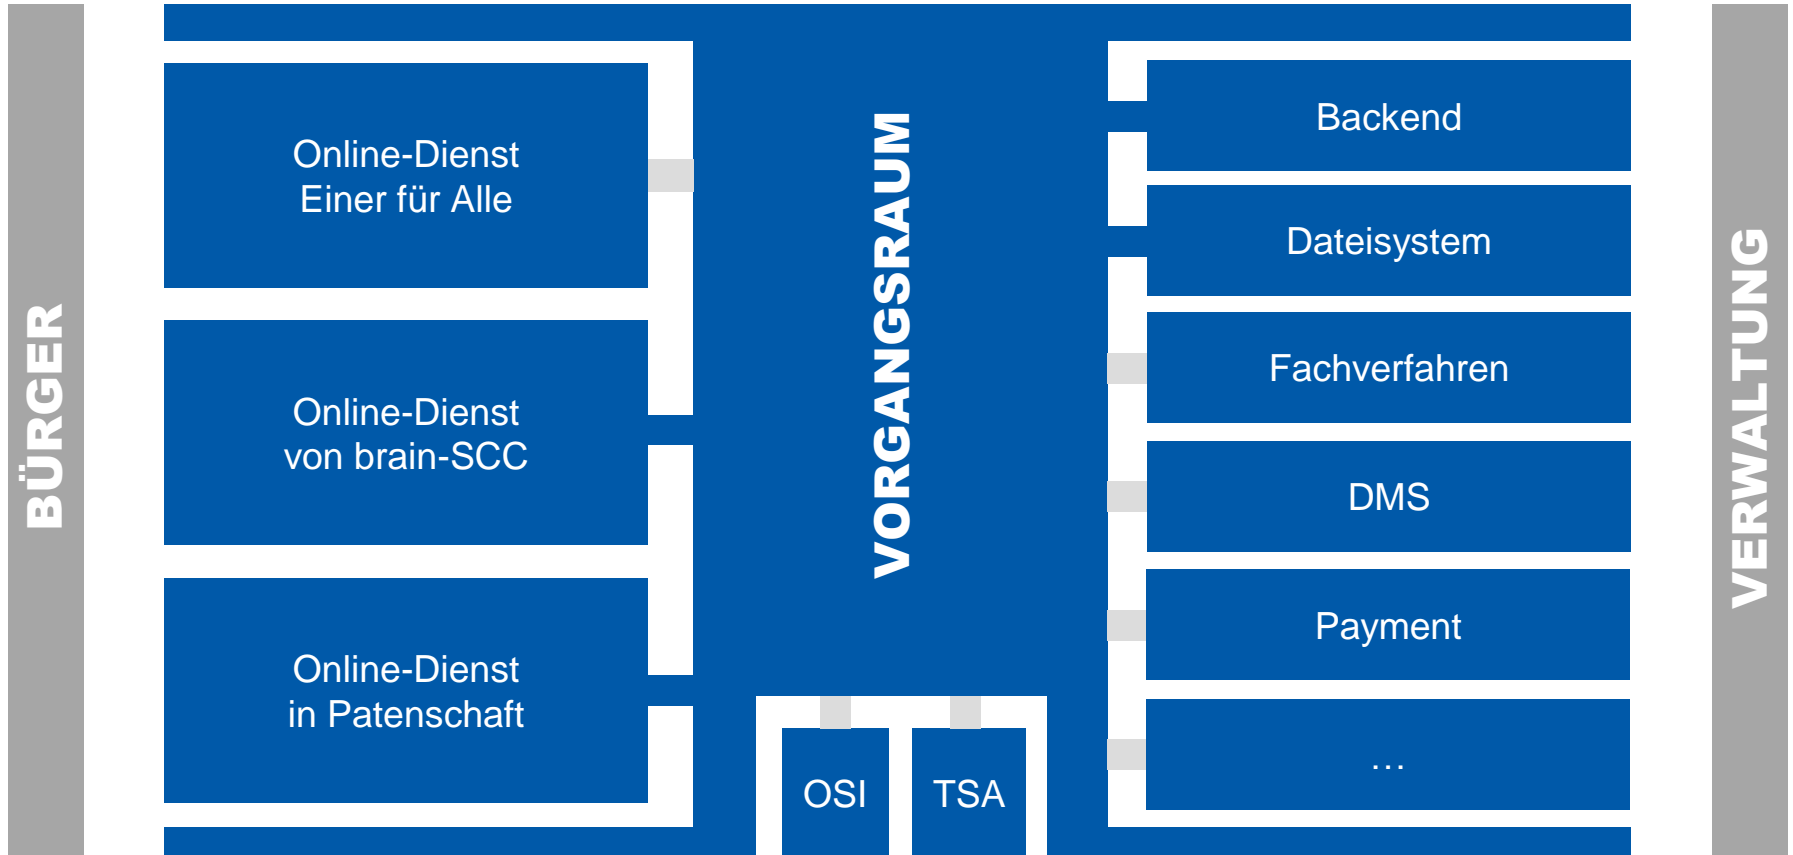 BÜRGER
Online-Dienst
Einer für Alle
Online-Dienst
von brain-SCC
Online-Dienst
in Patenschaft
VORGANGSRAUM
OSI
TSA
Backend
Dateisystem
Fachverfahren
DMS
Payment
...
VERWALTUNG